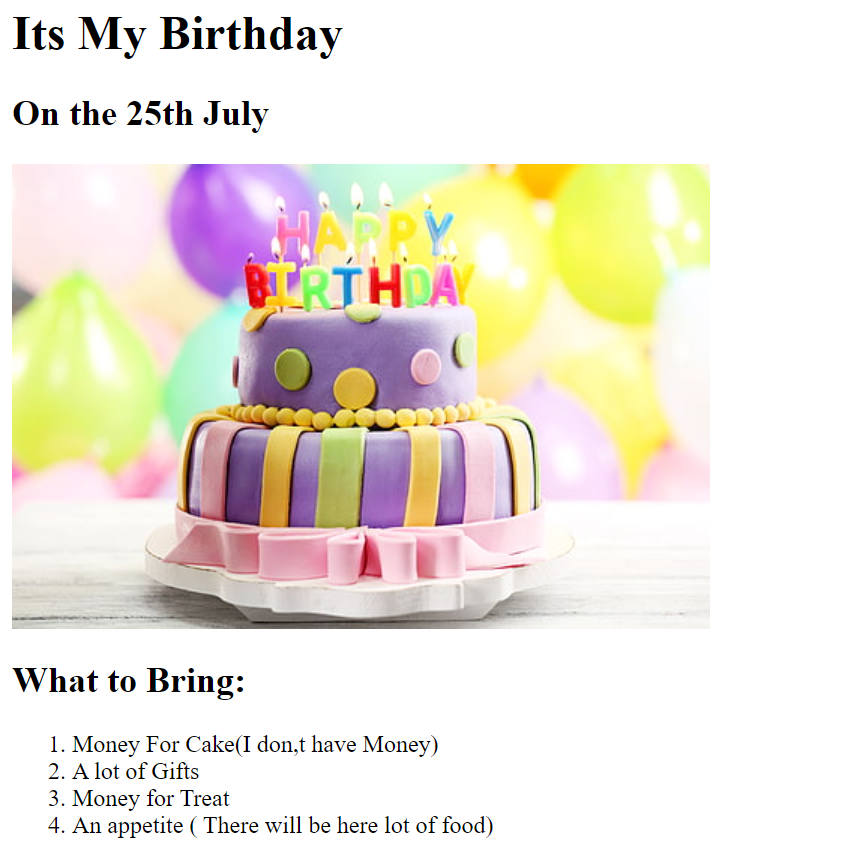 Its My Birthday
On the 25th July
HAPPY
BIRTHDAY
What to Bring:
1. Money For Cake(I don,t have Money)
2. A lot of Gifts
3. Money for Treat
4. An appetite ( There will be here lot of food)